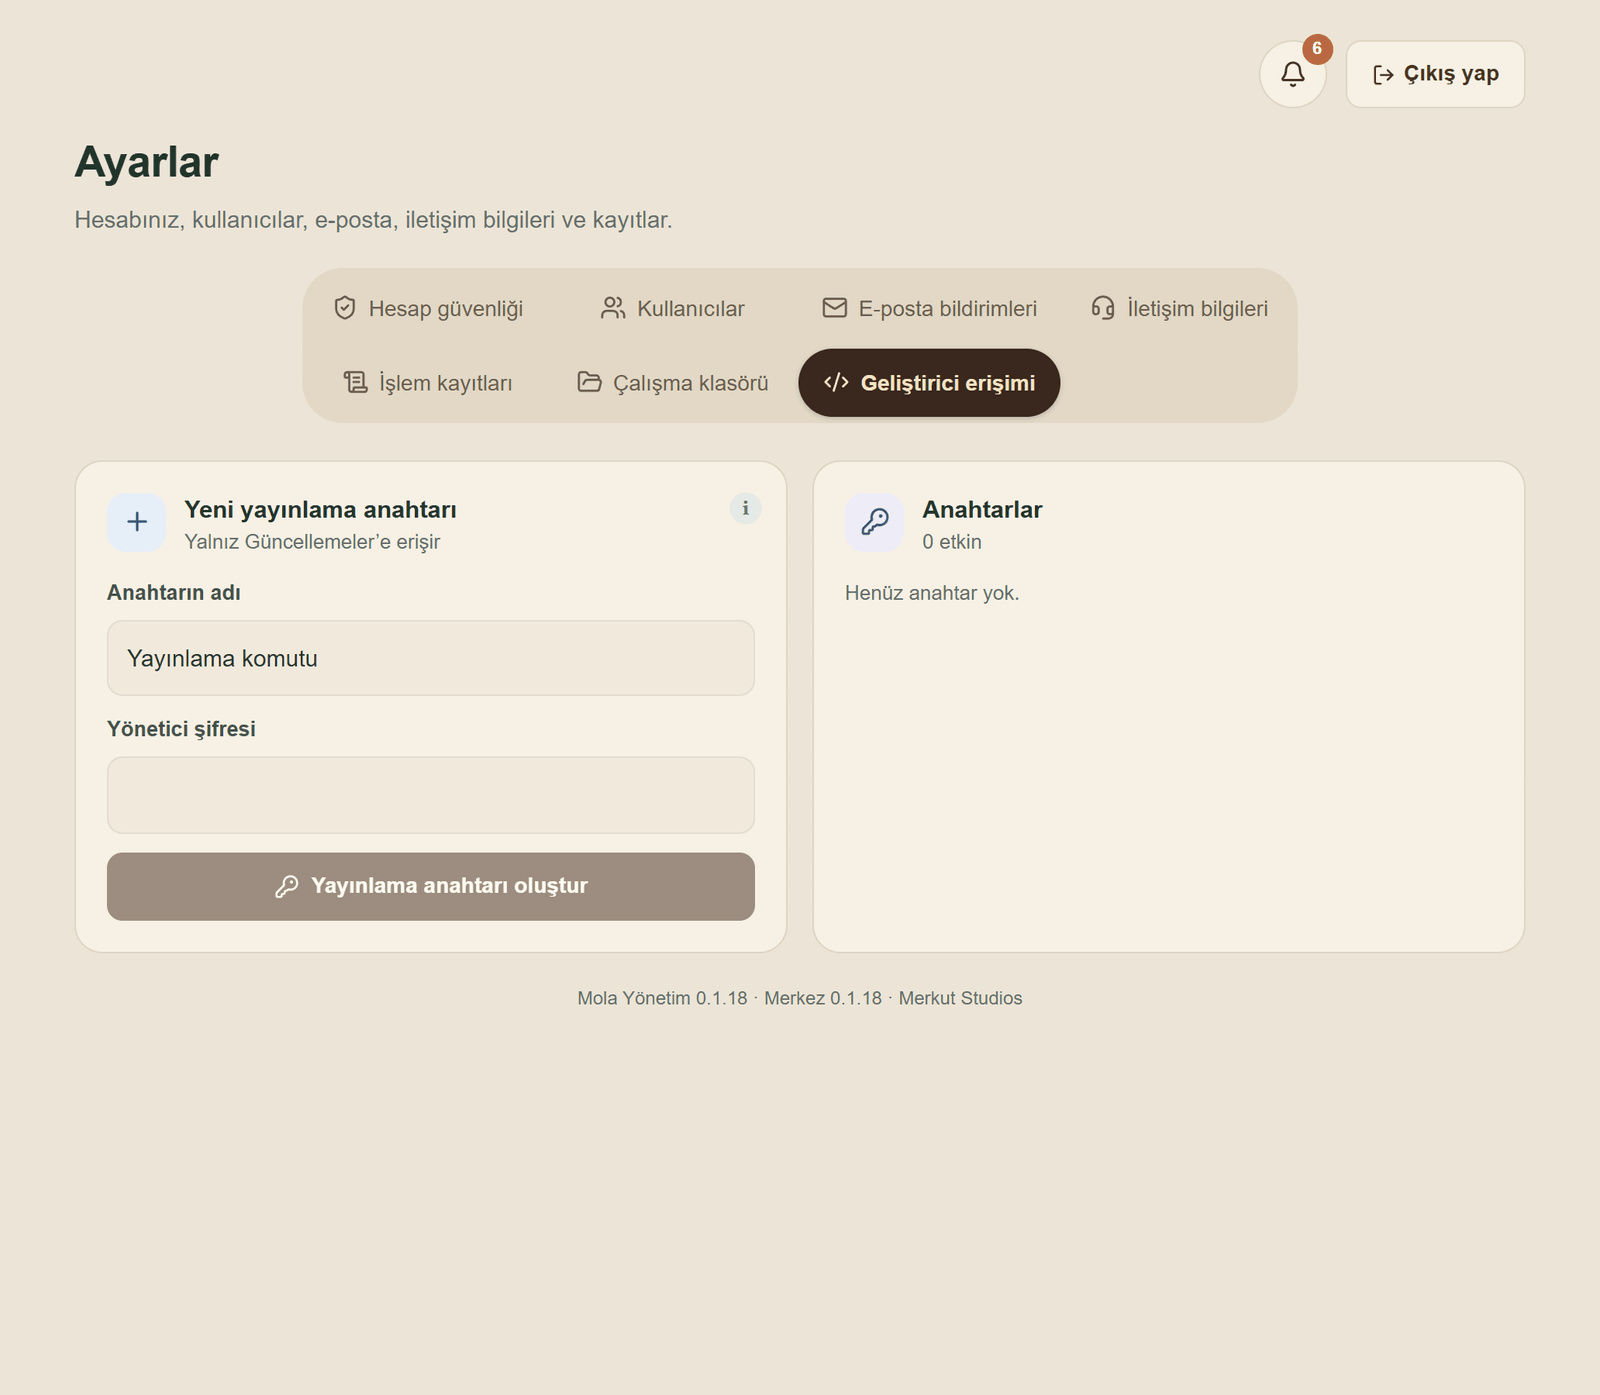 6
Çıkış yap
Ayarlar
Hesabınız, kullanıcılar, e-posta, iletişim bilgileri ve kayıtlar.
Hesap güvenliği
Kullanıcılar
E-posta bildirimleri
İletişim bilgileri
İşlem kayıtları
Çalışma klasörü
Geliştirici erişimi
Yeni yayınlama anahtarı
i
Yalnız Güncellemeler’e erişir
Anahtarın adı
Yayınlama komutu
Yönetici şifresi
Yayınlama anahtarı oluştur
Anahtarlar
0 etkin
Henüz anahtar yok.
Mola Yönetim 0.1.18 · Merkez 0.1.18 · Merkut Studios